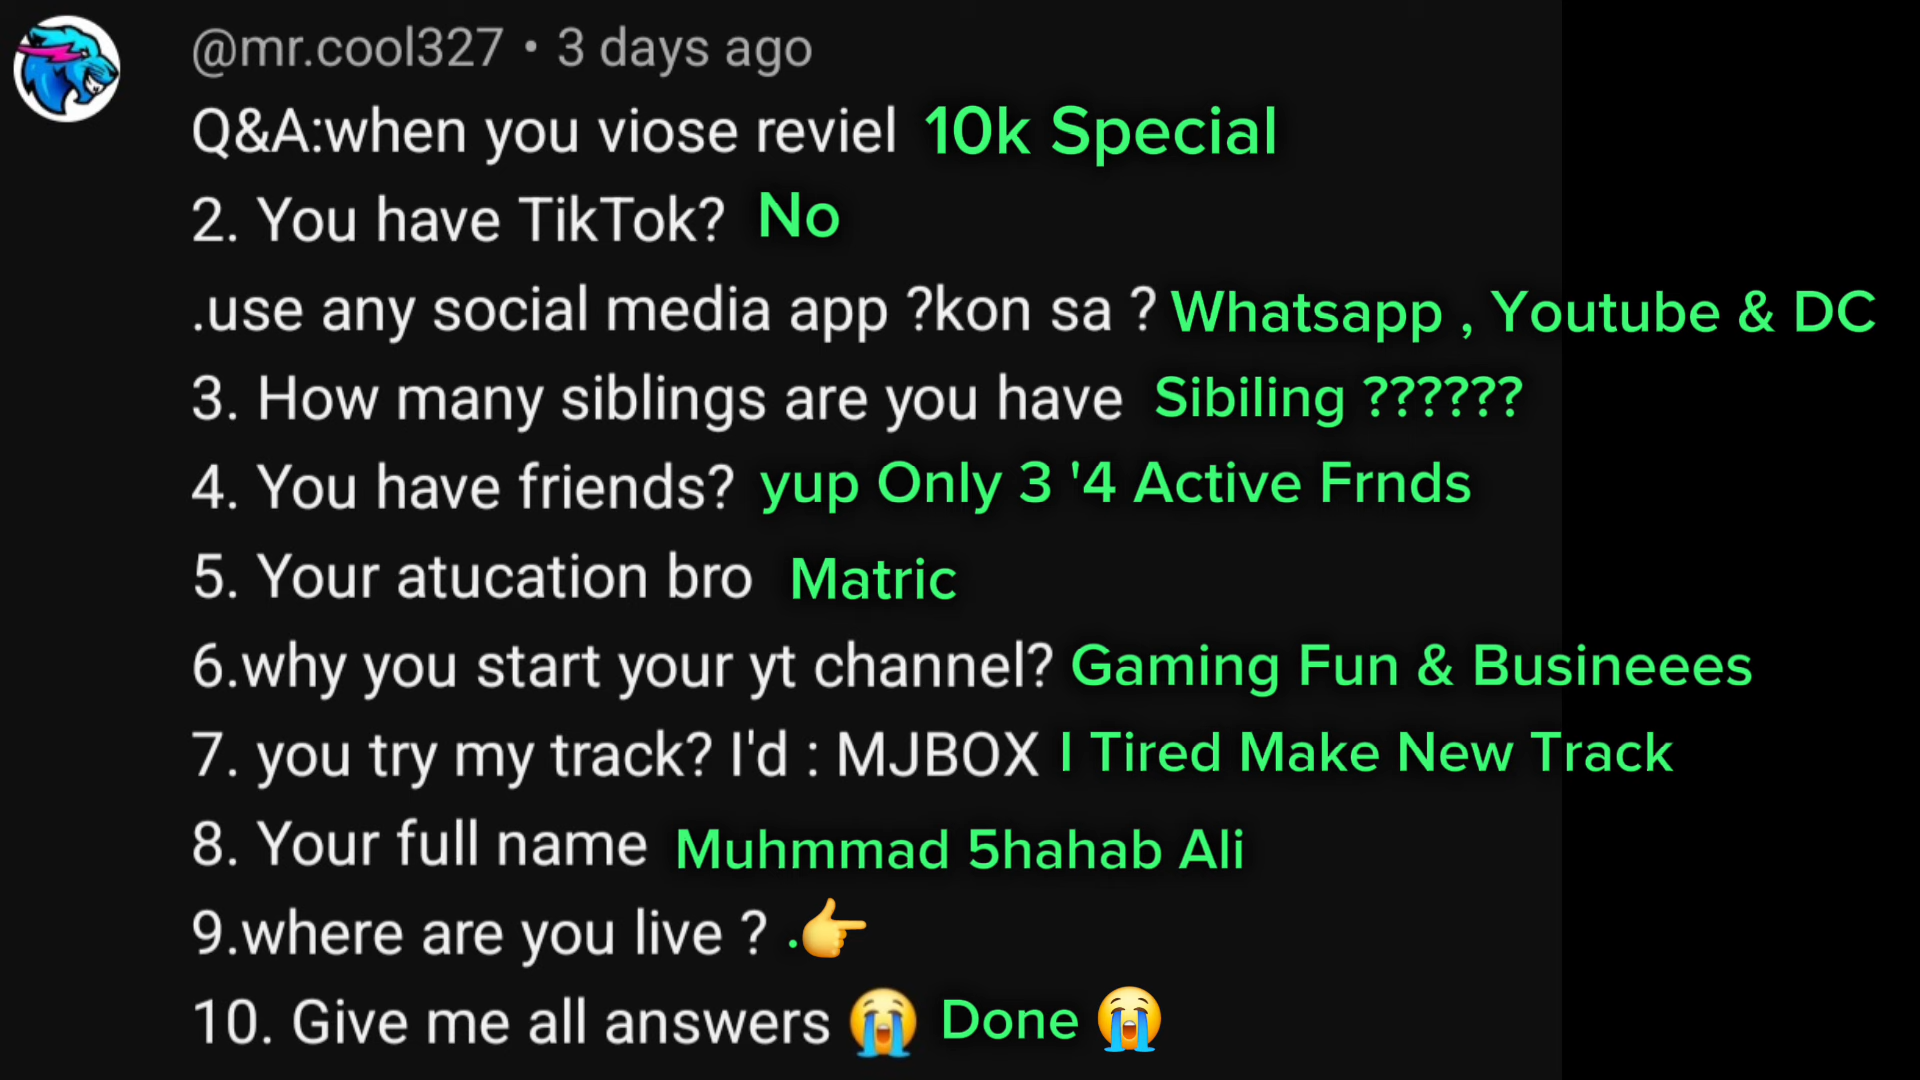 @mr.cool327 • 3 days ago
Q&A:when you viose reviel 10k Special
2. You have TikTok? No
.use any social media app ?kon sa ? Whatsapp , Youtube & DC
3. How many siblings are you have Sibiling ??????
4. You have friends? yup Only 3 '4 Active Frnds
5. Your atucation bro Matric
6.why you start your yt channel? Gaming Fun & Busineees
7. you try my track? I'd : MJBOX I Tired Make New Track
8. Your full name Muhmmad 5hahab Ali
9.where are you live ? .👉
10. Give me all answers 😭 Done 😭